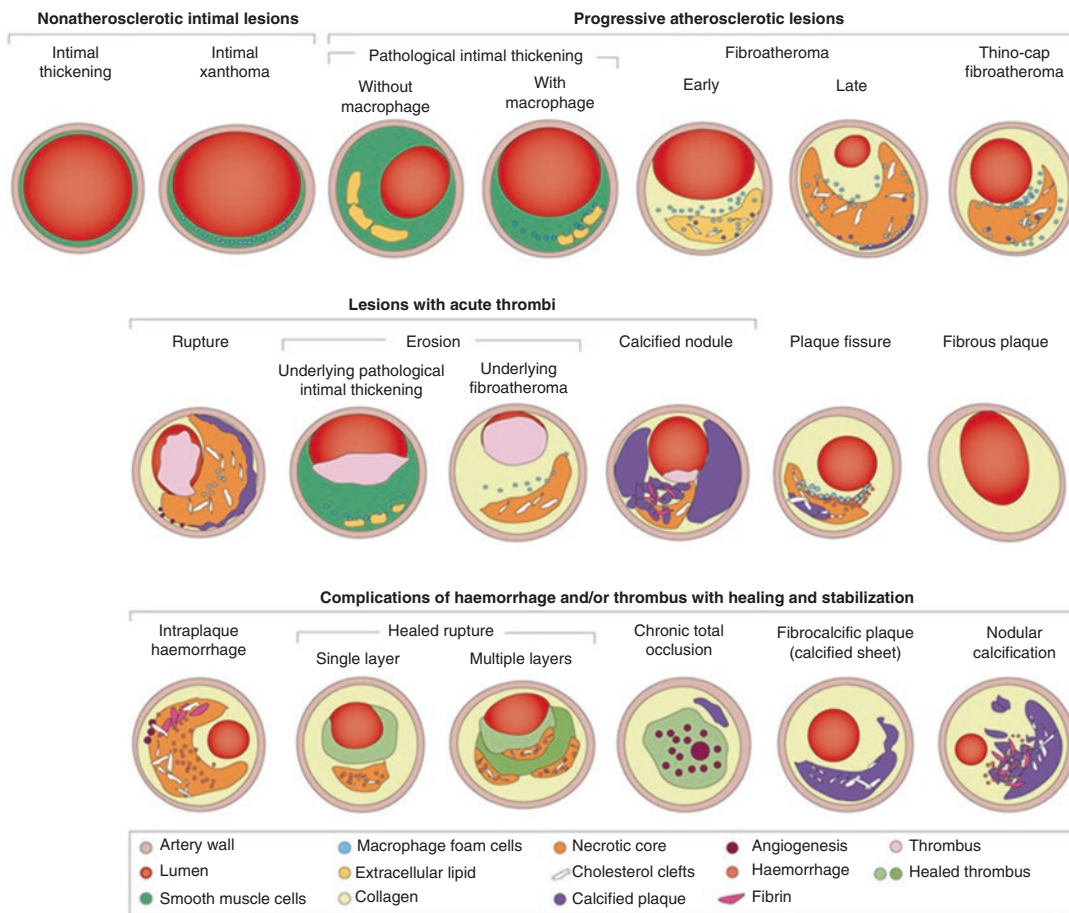 Nonatherosclerotic intimal lesions
Progressive atherosclerotic lesions
Intimal
thickening
Intimal
xanthoma
Pathological intimal thickening
Without
macrophage
With
macrophage
Fibroatheroma
Early
Late
Thino-cap
fibroatheroma
Lesions with acute thrombi
Rupture
Erosion
Underlying pathological
intimal thickening
Underlying
fibroatheroma
Calcified nodule
Plaque fissure
Fibrous plaque
Complications of haemorrhage and/or thrombus with healing and stabilization
Intraplaque
haemorrhage
Healed rupture
Single layer
Multiple layers
Chronic total
occlusion
Fibrocalcific plaque
(calcified sheet)
Nodular
calcification
Artery wall
Macrophage foam cells
Necrotic core
Angiogenesis
Thrombus
Lumen
Extracellular lipid
Cholesterol clefts
Haemorrhage
Healed thrombus
Smooth muscle cells
Collagen
Calcified plaque
Fibrin